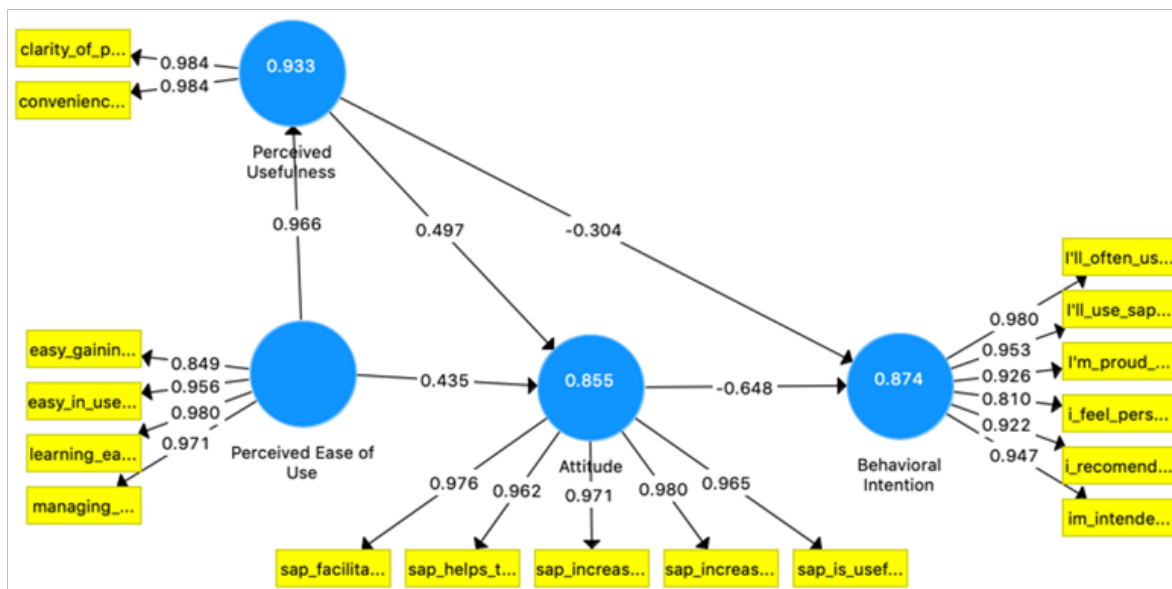 clarity_of_p...
0.984
convenienc...
0.984
0.933
Perceived
Usefulness
0.966
0.497
-0.304
easy_gainin...
0.849
easy_in_use...
0.956
learning_ea...
0.980
managing_...
0.971
Perceived Ease of
Use
0.435
0.855
Attitude
-0.648
0.874
Behavioral
Intention
I'll_often_us...
0.980
I'll_use_sap...
0.953
I'm_proud_...
0.926
i_feel_pers...
0.810
i_recomend...
0.922
im_intende...
0.947
0.976
0.962
0.971
0.980
0.965
sap_facilita...
sap_helps_t...
sap_increas...
sap_increas...
sap_is_usef...